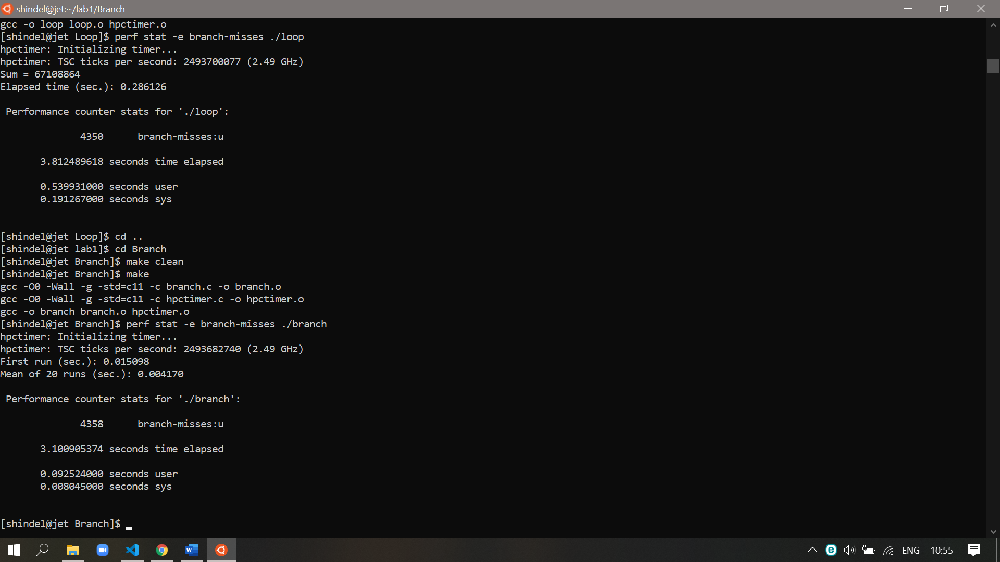 shindel@jet:~/lab1/Branch
gcc -o loop loop.o hpctimer.o
[shindel@jet Loop]$ perf stat -e branch-misses ./loop
hpctimer: Initializing timer...
hpctimer: TSC ticks per second: 2493700077 (2.49 GHz)
Sum = 67108864
Elapsed time (sec.): 0.286126
Performance counter stats for './loop':
4350 branch-misses:u
3.812489618 seconds time elapsed
0.539931000 seconds user
0.191267000 seconds sys
[shindel@jet Loop]$ cd ..
[shindel@jet lab1]$ cd Branch
[shindel@jet Branch]$ make clean
[shindel@jet Branch]$ make
gcc -O0 -Wall -g -std=c11 -c branch.c -o branch.o
gcc -O0 -Wall -g -std=c11 -c hpctimer.c -o hpctimer.o
gcc -o branch branch.o hpctimer.o
[shindel@jet Branch]$ perf stat -e branch-misses ./branch
hpctimer: Initializing timer...
hpctimer: TSC ticks per second: 2493682740 (2.49 GHz)
First run (sec.): 0.015098
Mean of 20 runs (sec.): 0.004170
Performance counter stats for './branch':
4358 branch-misses:u
3.100905374 seconds time elapsed
0.092524000 seconds user
0.008045000 seconds sys
[shindel@jet Branch]$
ENG 10:55